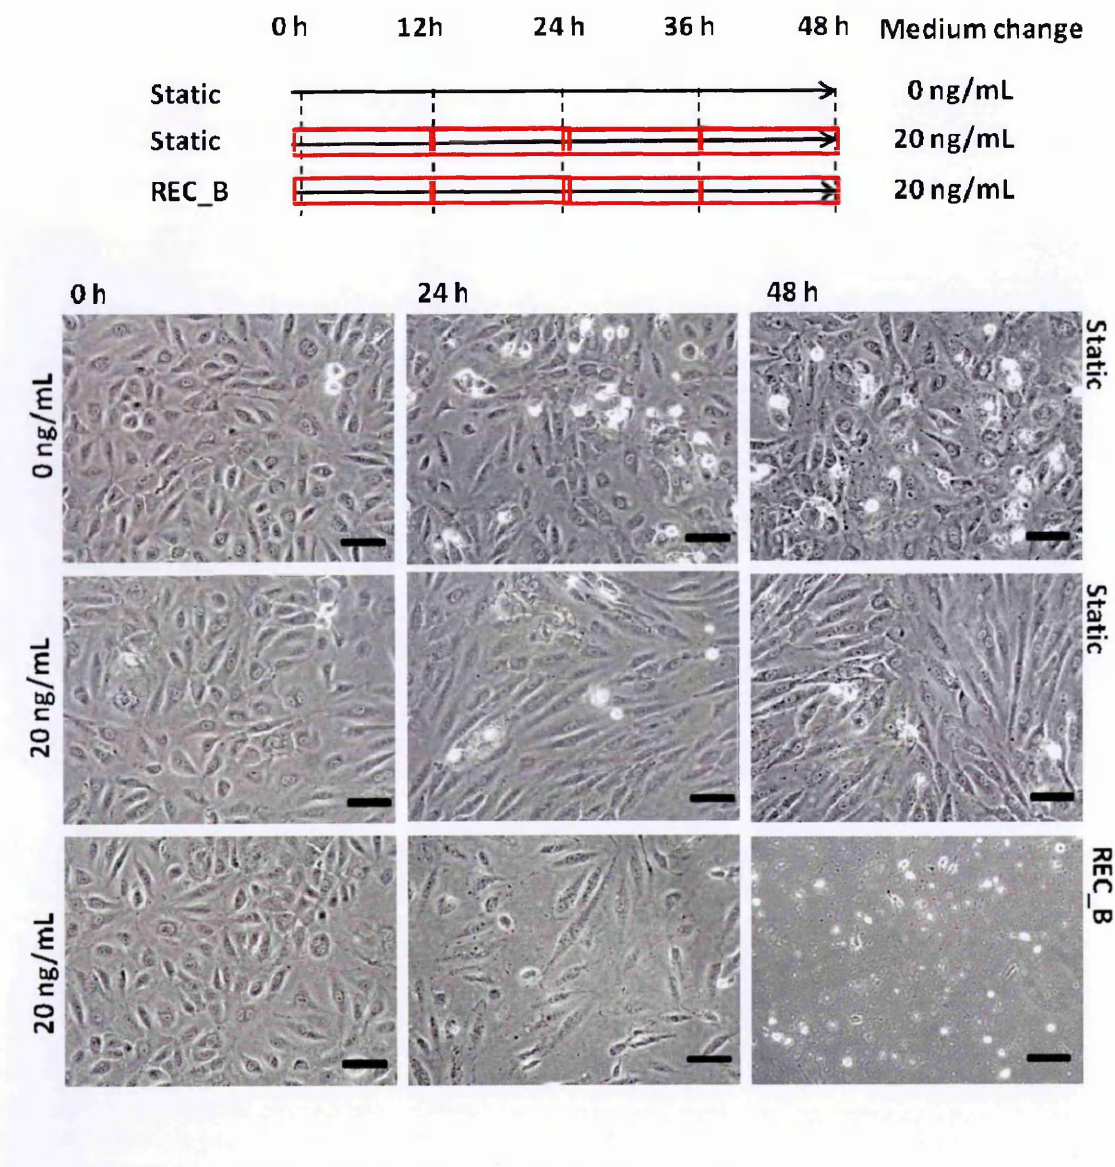 0 h 12h 24 h 36 h 48 h Medium change
Static 0 ng/mL
Static 20 ng/mL
REC_B 20 ng/mL
0 h 24 h 48 h
0 ng/mL Static
20 ng/mL Static
20 ng/mL REC_B